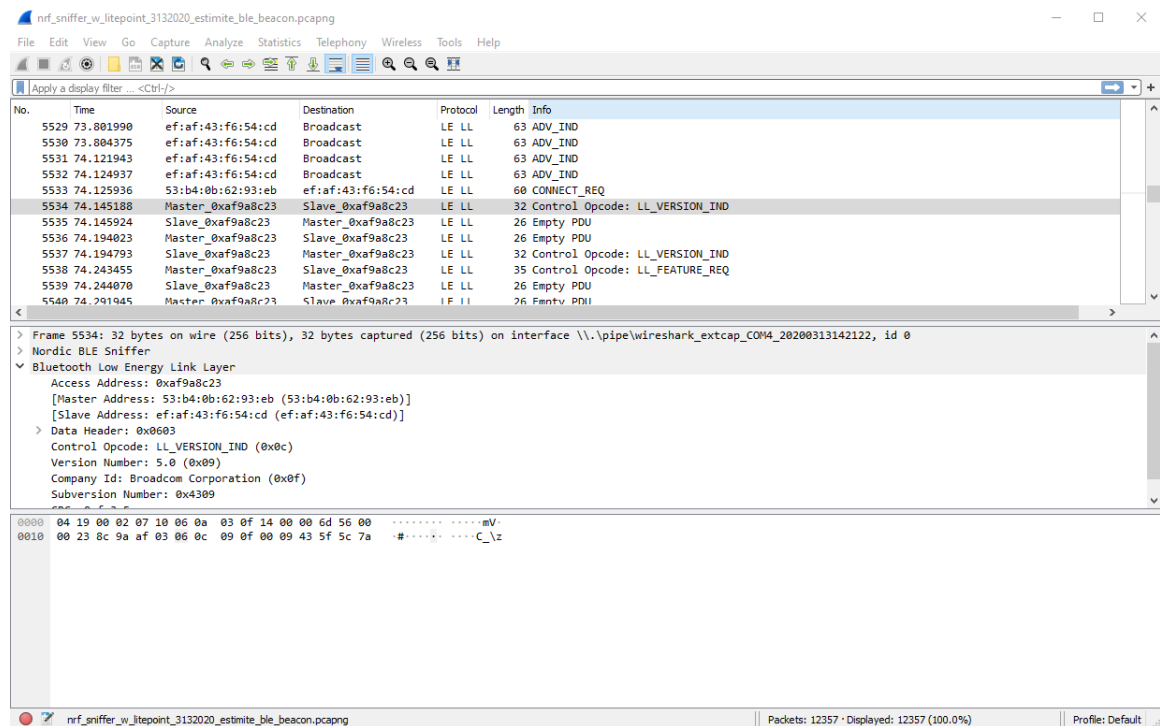 nrf_sniffer_w_litepoint_3132020_estimite_ble_beacon.pcapng
File Edit View Go Capture Analyze Statistics Telephony Wireless Tools Help
Apply a display filter ... <Ctrl-/>
No. Time Source Destination Protocol Length Info
5529 73.801990 ef:af:43:f6:54:cd Broadcast LE LL 63 ADV_IND
5530 73.804375 ef:af:43:f6:54:cd Broadcast LE LL 63 ADV_IND
5531 74.121943 ef:af:43:f6:54:cd Broadcast LE LL 63 ADV_IND
5532 74.124937 ef:af:43:f6:54:cd Broadcast LE LL 63 ADV_IND
5533 74.125936 53:b4:0b:62:93:eb ef:af:43:f6:54:cd LE LL 60 CONNECT_REQ
5534 74.145188 Master_0xaf9a8c23 Slave_0xaf9a8c23 LE LL 32 Control Opcode: LL_VERSION_IND
5535 74.145924 Slave_0xaf9a8c23 Master_0xaf9a8c23 LE LL 26 Empty PDU
5536 74.194023 Master_0xaf9a8c23 Slave_0xaf9a8c23 LE LL 26 Empty PDU
5537 74.194793 Slave_0xaf9a8c23 Master_0xaf9a8c23 LE LL 32 Control Opcode: LL_VERSION_IND
5538 74.243455 Master_0xaf9a8c23 Slave_0xaf9a8c23 LE LL 35 Control Opcode: LL_FEATURE_REQ
5539 74.244070 Slave_0xaf9a8c23 Master_0xaf9a8c23 LE LL 26 Empty PDU
5540 74.291945 Master_0xaf9a8c23 Slave_0xaf9a8c23 LE LL 26 Empty PDU
Frame 5534: 32 bytes on wire (256 bits), 32 bytes captured (256 bits) on interface \\.\pipe\wireshark_extcap_COM4_20200313142122, id 0
Nordic BLE Sniffer
Bluetooth Low Energy Link Layer
Access Address: 0xaf9a8c23
[Master Address: 53:b4:0b:62:93:eb (53:b4:0b:62:93:eb)]
[Slave Address: ef:af:43:f6:54:cd (ef:af:43:f6:54:cd)]
Data Header: 0x0603
Control Opcode: LL_VERSION_IND (0x0c)
Version Number: 5.0 (0x09)
Company Id: Broadcom Corporation (0x0f)
Subversion Number: 0x4309
0000 04 19 00 02 07 10 06 0a 03 0f 14 00 00 6d 56 00 ········ ·····mV·
0010 00 23 8c 9a af 03 06 0c 09 0f 00 09 43 5f 5c 7a ·#······ ····C_\z
nrf_sniffer_w_litepoint_3132020_estimite_ble_beacon.pcapng
Packets: 12357 · Displayed: 12357 (100.0%)
Profile: Default